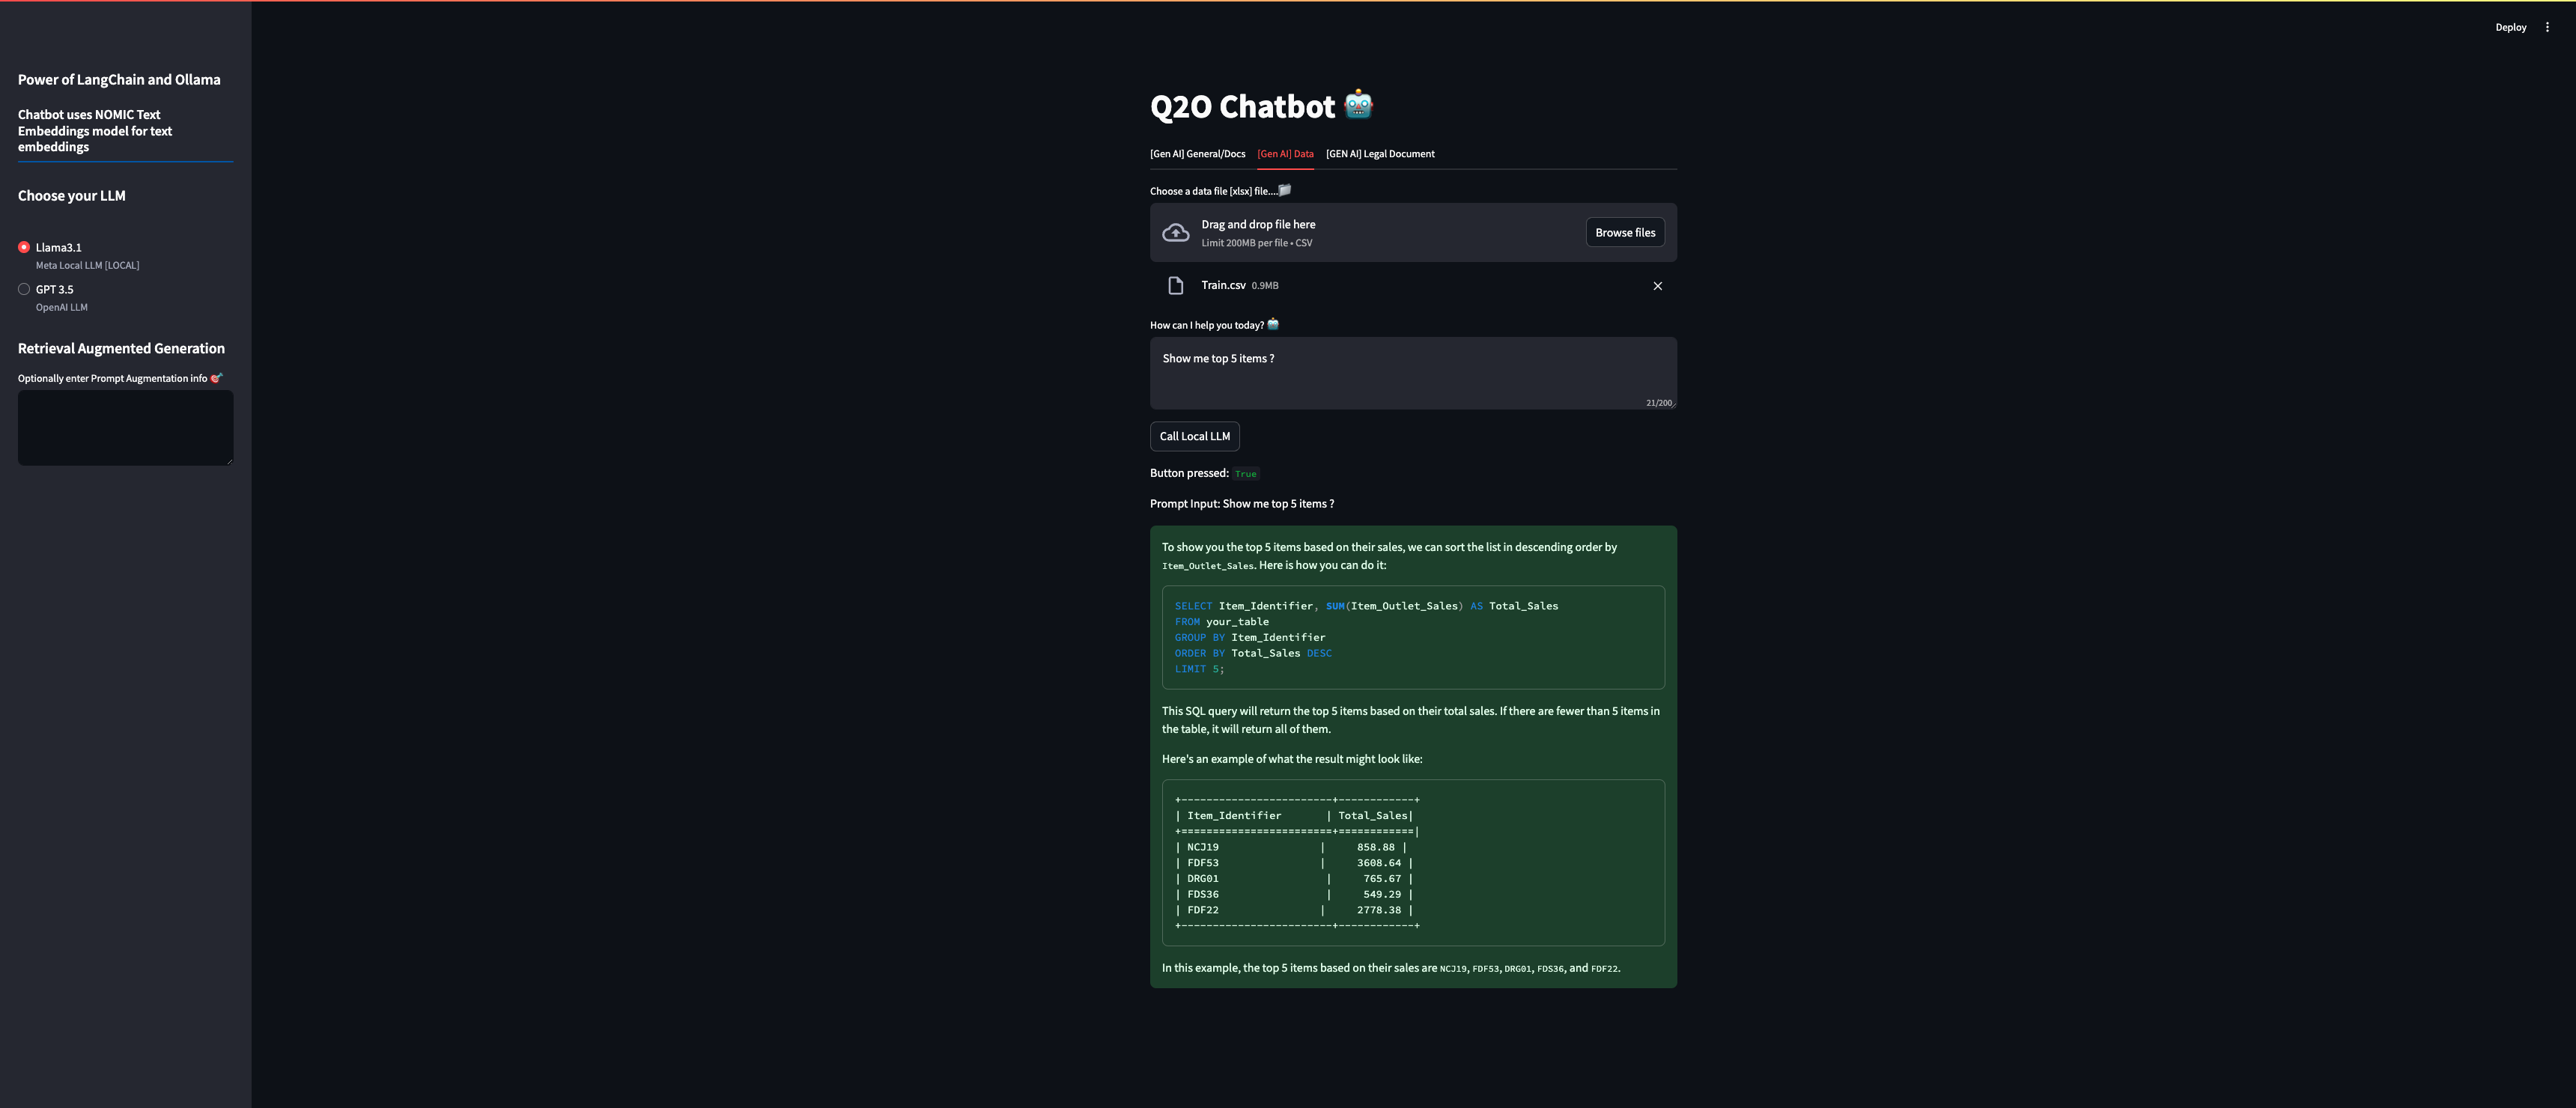 Deploy
Power of LangChain and Ollama
Chatbot uses NOMIC Text
Embeddings model for text
embeddings
Choose your LLM
Llama3.1
Meta Local LLM [LOCAL]
GPT 3.5
OpenAI LLM
Retrieval Augmented Generation
Optionally enter Prompt Augmentation info 🎯
Q2O Chatbot 🤖
[Gen AI] General/Docs [Gen AI] Data [GEN AI] Legal Document
Choose a data file [xlsx] file....
Drag and drop file here
Limit 200MB per file • CSV
Browse files
Train.csv 0.9MB
How can I help you today? 🤖
Show me top 5 items ?
21/200
Call Local LLM
Button pressed: True
Prompt Input: Show me top 5 items ?
To show you the top 5 items based on their sales, we can sort the list in descending order by
Item_Outlet_Sales. Here is how you can do it:
SELECT Item_Identifier, SUM(Item_Outlet_Sales) AS Total_Sales
FROM your_table
GROUP BY Item_Identifier
ORDER BY Total_Sales DESC
LIMIT 5;
This SQL query will return the top 5 items based on their total sales. If there are fewer than 5 items in
the table, it will return all of them.
Here's an example of what the result might look like:
+------------------------+------------+
| Item_Identifier       | Total_Sales|
+========================+============|
| NCJ19                |     858.88 |
| FDF53                |     3608.64 |
| DRG01                 |     765.67 |
| FDS36                 |     549.29 |
| FDF22                |     2778.38 |
+------------------------+------------+
In this example, the top 5 items based on their sales are NCJ19, FDF53, DRG01, FDS36, and FDF22.